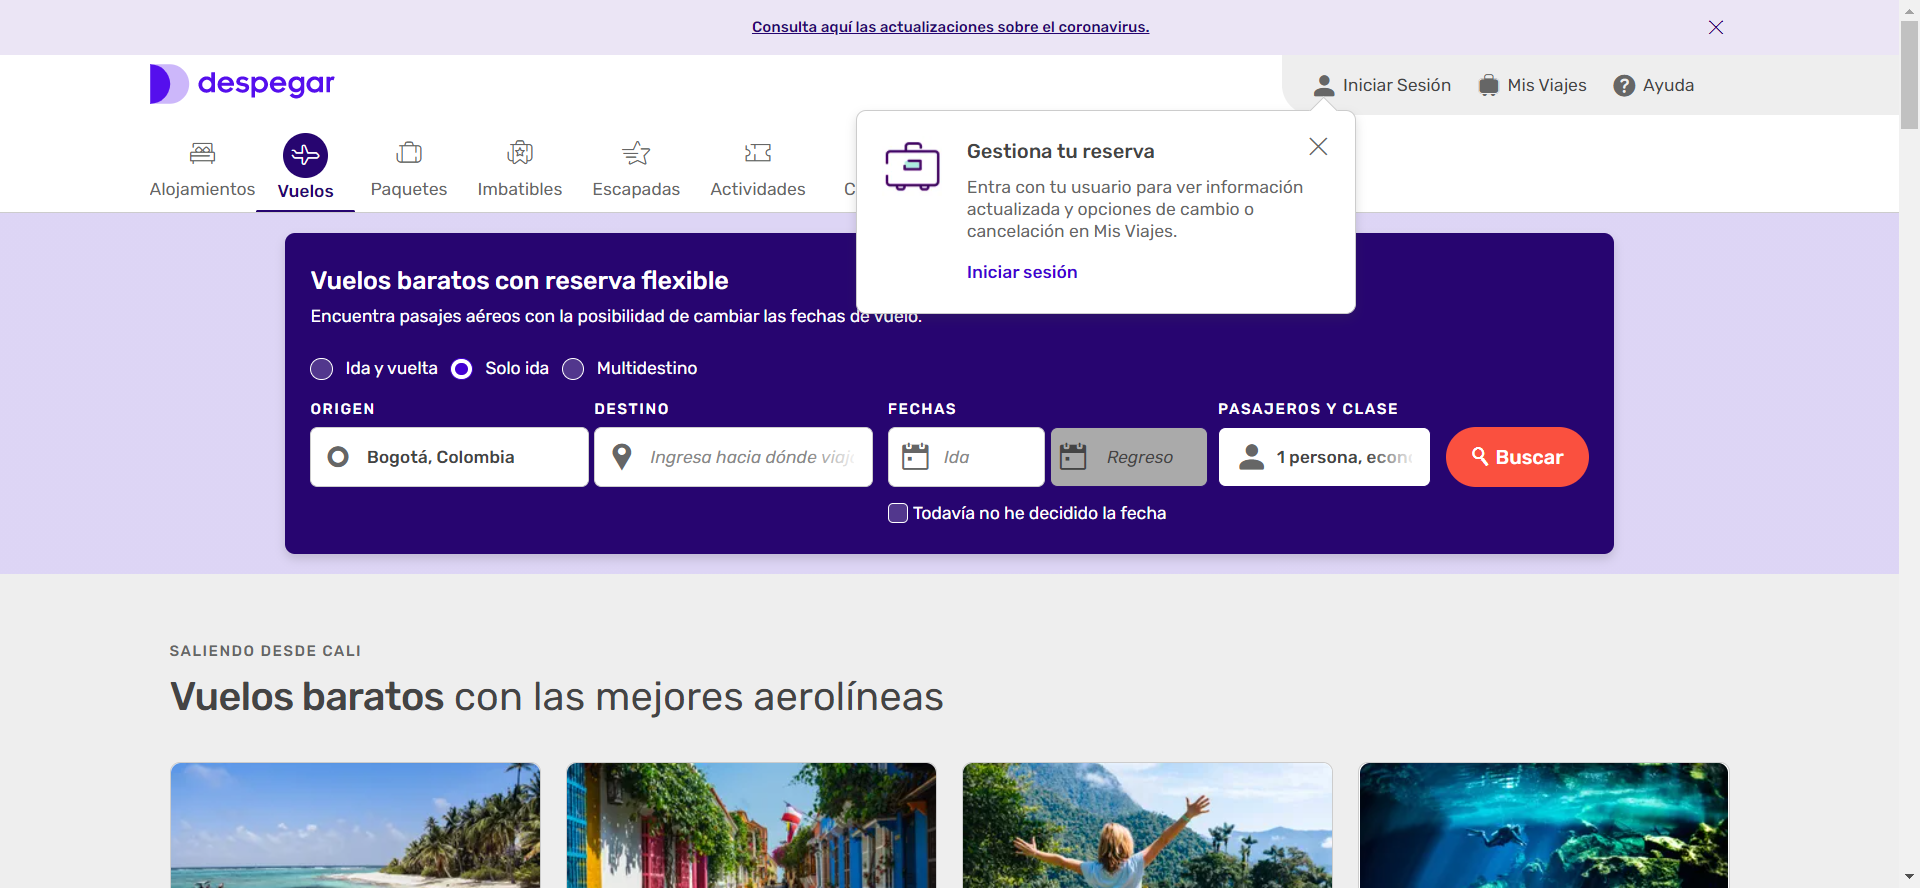 Consulta aquí las actualizaciones sobre el coronavirus.
despegar
Iniciar Sesión
Mis Viajes
? Ayuda
Alojamientos
Vuelos
Paquetes
Imbatibles
Escapadas
Actividades
C
Gestiona tu reserva
Entra con tu usuario para ver información
actualizada y opciones de cambio o
cancelación en Mis Viajes.
Iniciar sesión
Vuelos baratos con reserva flexible
Encuentra pasajes aéreos con la posibilidad de cambiar las fechas de vuelo.
Ida y vuelta
Solo ida
Multidestino
ORIGEN
DESTINO
FECHAS
PASAJEROS Y CLASE
Bogotá, Colombia
Ingresa hacia dónde viaj
Ida
Regreso
1 persona, econ
Buscar
Todavía no he decidido la fecha
SALIENDO DESDE CALI
Vuelos baratos con las mejores aerolíneas